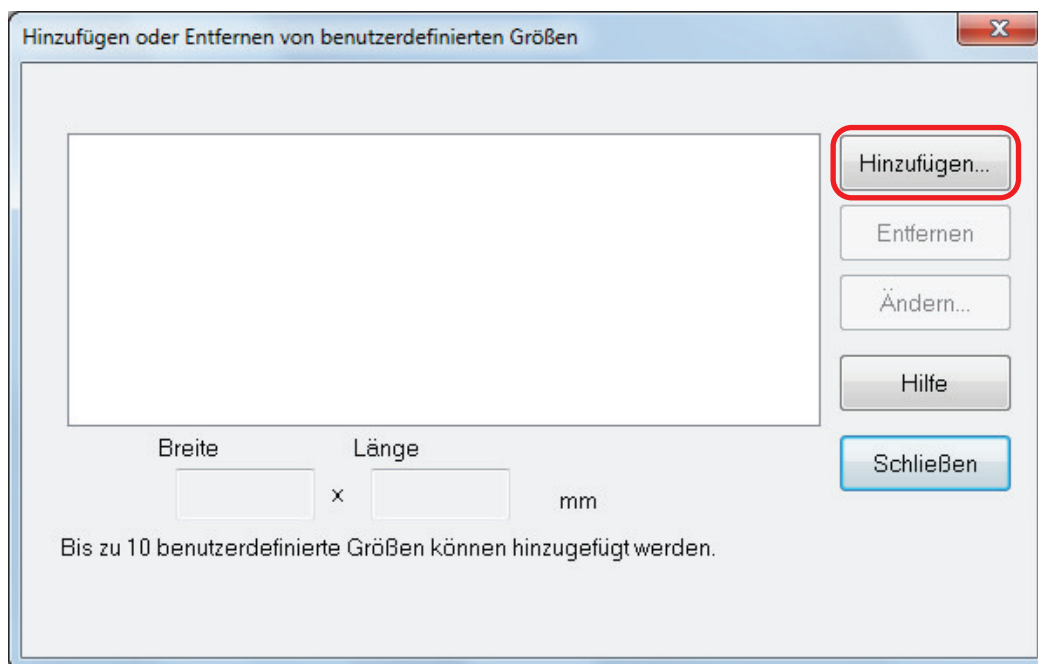 Hinzufügen oder Entfernen von benutzerdefinierten Größen
x
Hinzufügen...
Entfernen
Ändern...
Hilfe
Schließen
Breite Länge
x mm
Bis zu 10 benutzerdefinierte Größen können hinzugefügt werden.